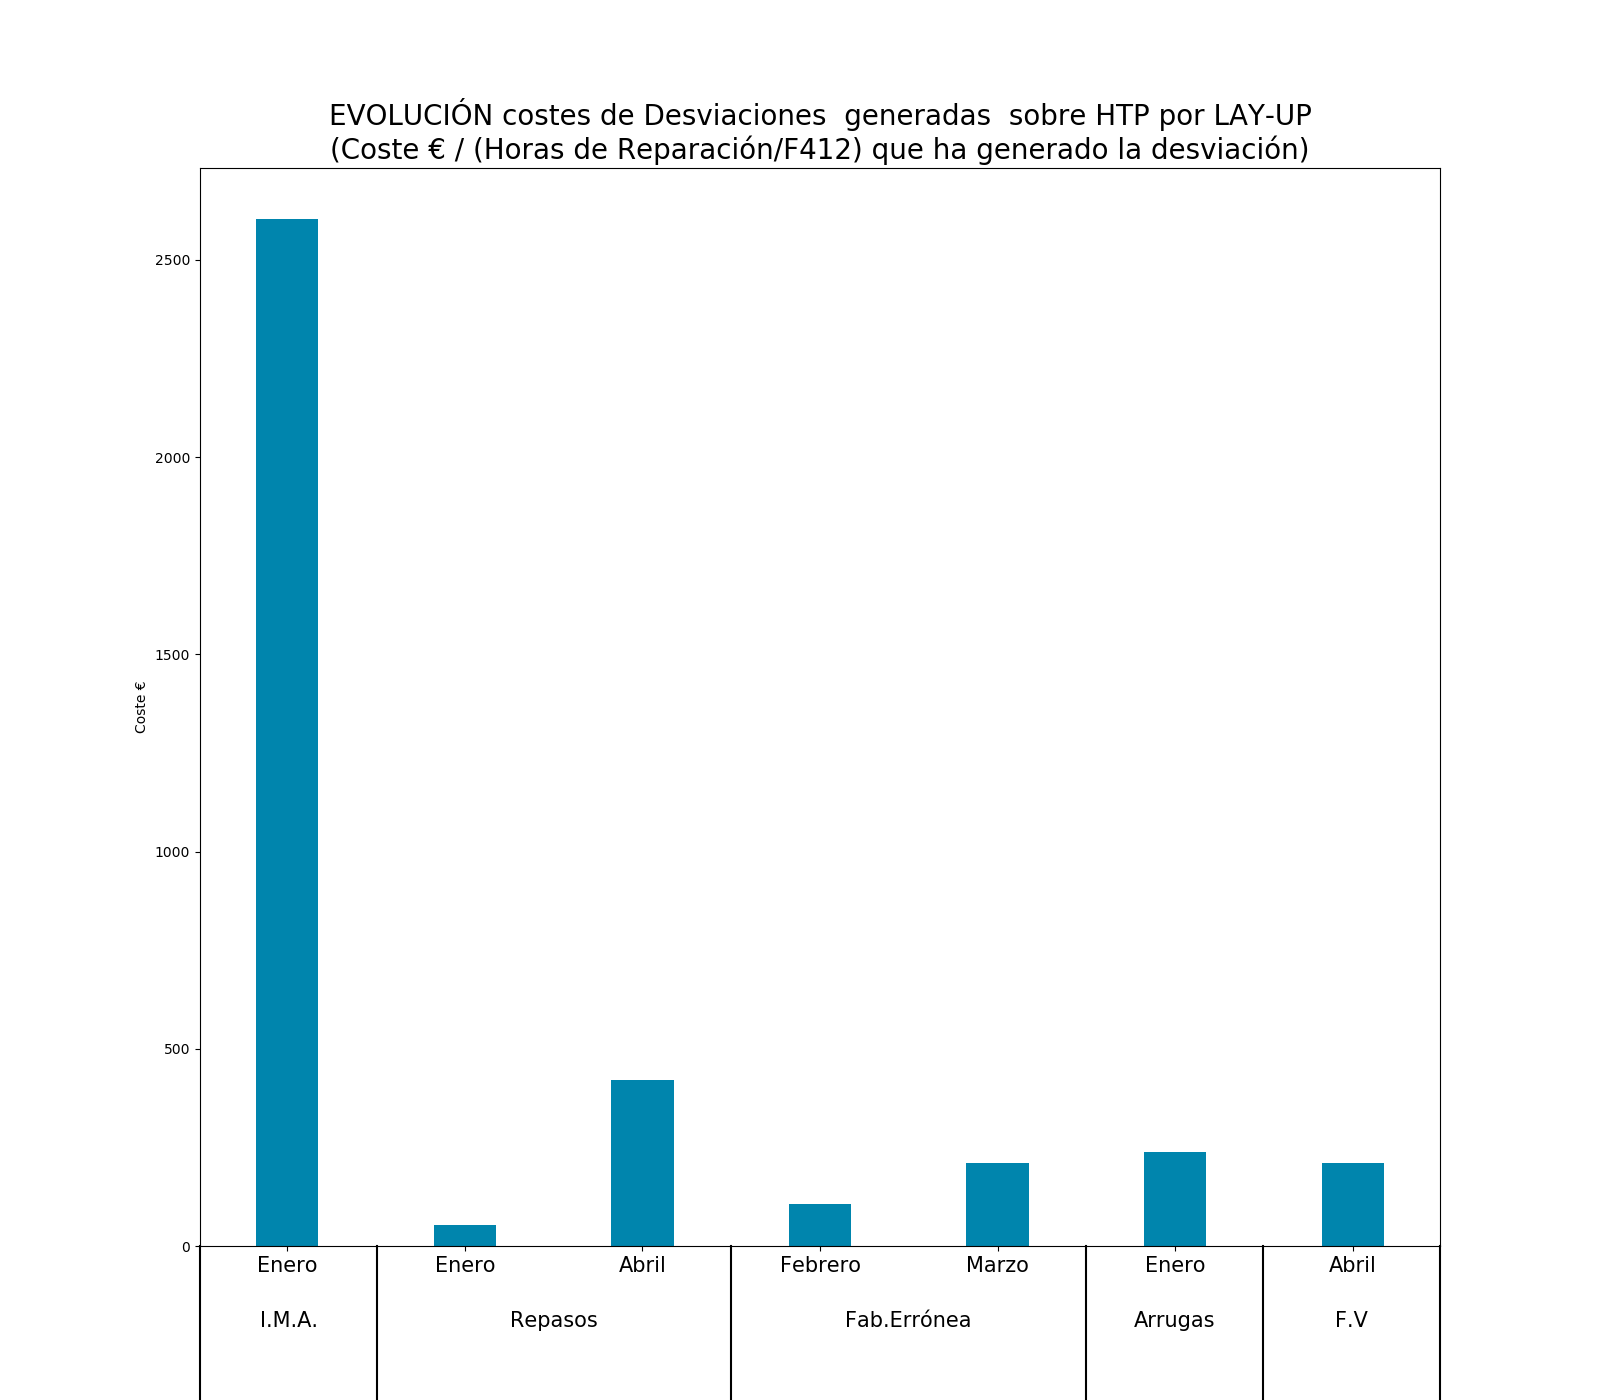 EVOLUCIÓN costes de Desviaciones  generadas  sobre HTP por LAY-UP
(Coste € / (Horas de Reparación/F412) que ha generado la desviación)
2500
2000
1500
1000
500
0
Coste €
Enero Enero Abril Febrero Marzo Enero Abril
I.M.A. Repasos Fab.Errónea Arrugas F.V